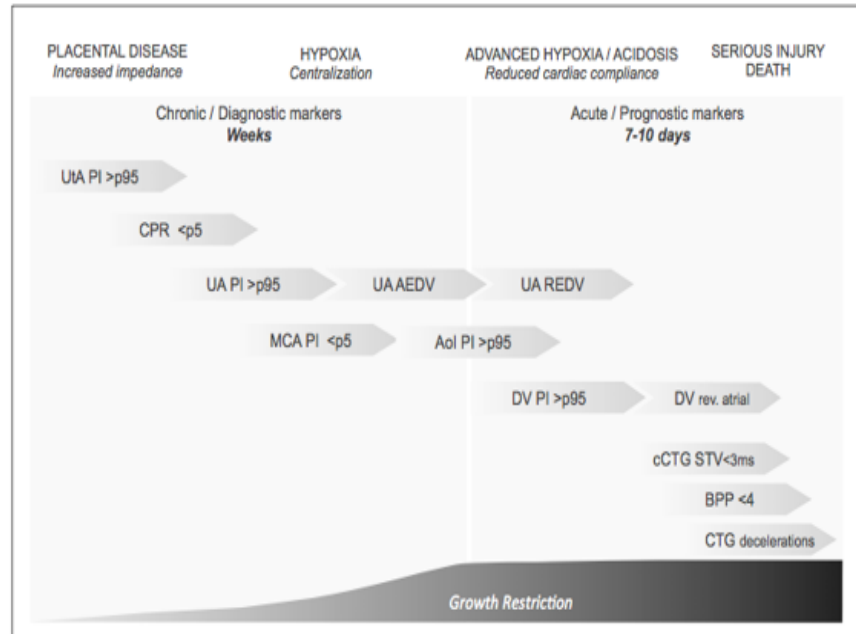 PLACENTAL DISEASE
Increased impedance
HYPOXIA
Centralization
ADVANCED HYPOXIA / ACIDOSIS
Reduced cardiac compliance
SERIOUS INJURY
DEATH
Chronic / Diagnostic markers
Weeks
Acute / Prognostic markers
7-10 days
UtA PI >p95
CPR <p5
UA PI >p95
UA AEDV
UA REDV
MCA PI <p5
AoI PI >p95
DV PI >p95
DV rev. atrial
cCTG STV<3ms
BPP <4
CTG decelerations
Growth Restriction